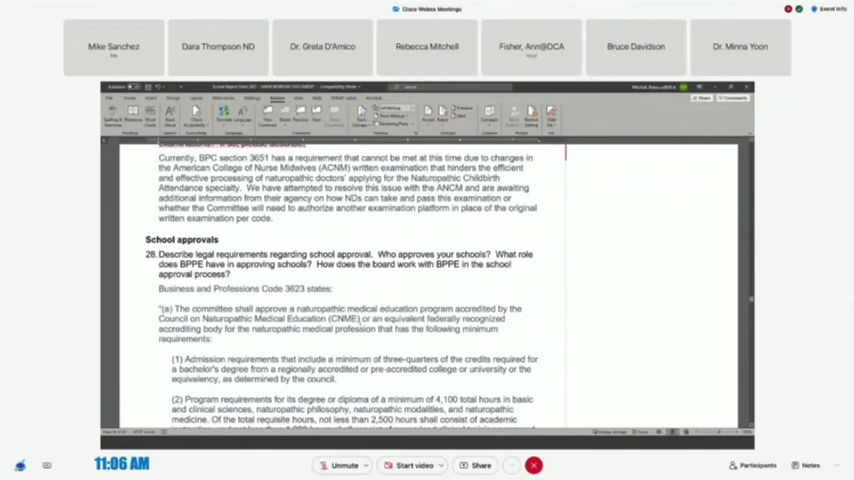 Cisco Webex Meetings
Event info
Mike Sanchez
Me
Dara Thompson ND
Dr. Greta D'Amico
Rebecca Mitchell
Fisher, Ann@DCA
Host
Bruce Davidson
Dr. Minna Yoon
Share
Comments
Currently, BPC section 3651 has a requirement that cannot be met at this time due to changes in
the American College of Nurse Midwives (ACNM) written examination that hinders the efficient
and effective processing of naturopathic doctors' applying for the Naturopathic Childbirth
Attendance specialty. We have attempted to resolve this issue with the ANCM and are awaiting
additional information from their agency on how NDs can take and pass this examination or
whether the Committee will need to authorize another examination platform in place of the original
written examination per code.
School approvals
28. Describe legal requirements regarding school approval. Who approves your schools? What role
does BPPE have in approving schools? How does the board work with BPPE in the school
approval process?
Business and Professions Code 3623 states:
"(a) The committee shall approve a naturopathic medical education program accredited by the
Council on Naturopathic Medical Education (CNME) or an equivalent federally recognized
accrediting body for the naturopathic medical profession that has the following minimum
requirements:
(1) Admission requirements that include a minimum of three-quarters of the credits required for
a bachelor's degree from a regionally accredited or pre-accredited college or university or the
equivalency, as determined by the council.
(2) Program requirements for its degree or diploma of a minimum of 4,100 total hours in basic
and clinical sciences, naturopathic philosophy, naturopathic modalities, and naturopathic
medicine. Of the total requisite hours, not less than 2,500 hours shall consist of academic
11:06 AM
Unmute
Start video
Share
Participants
Notes